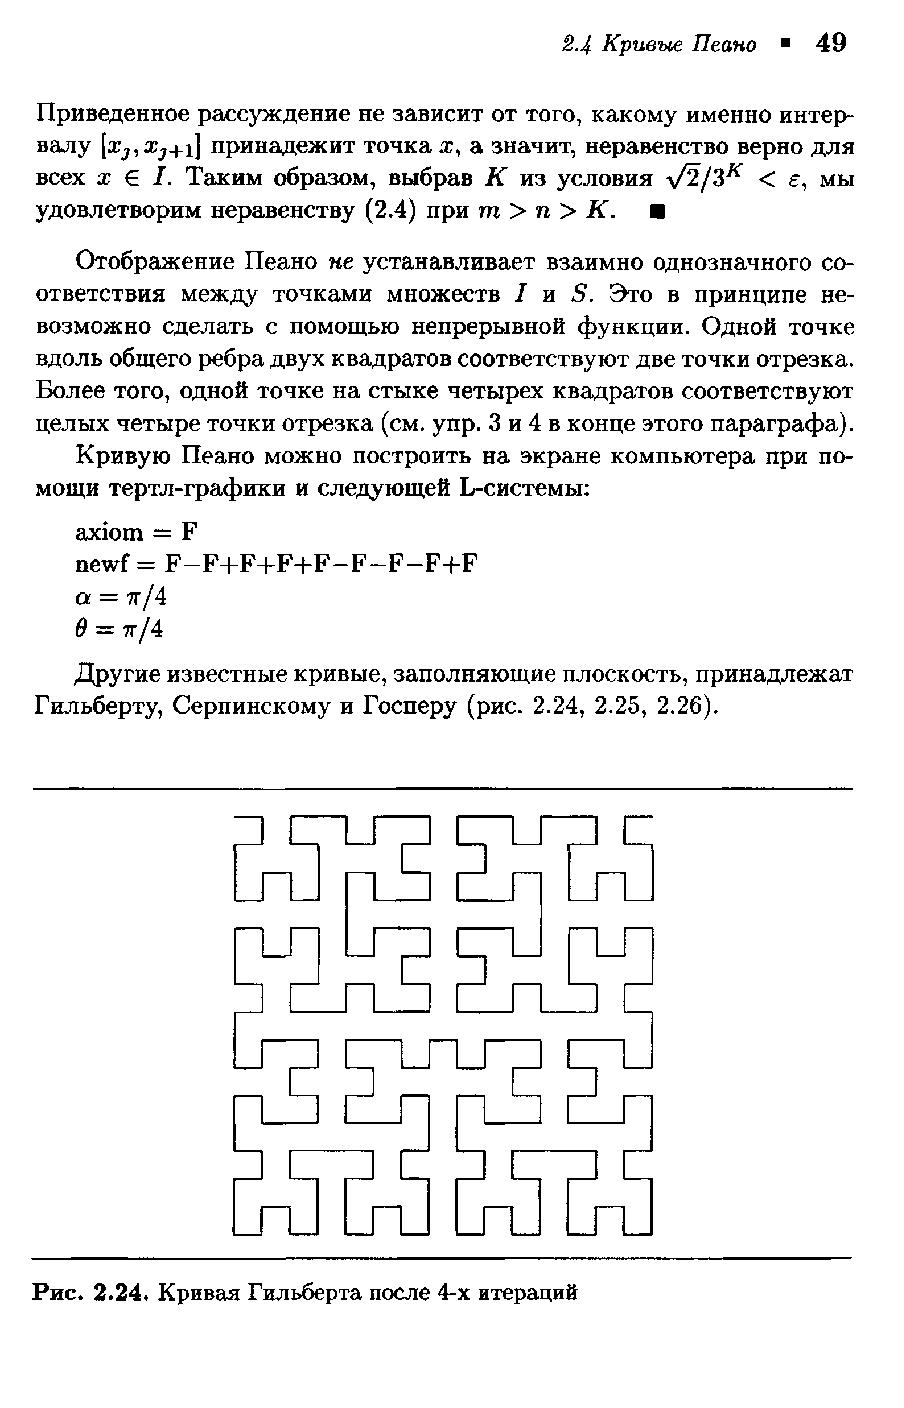 2.4 Кривые Пеано ■ 49
Приведенное рассуждение не зависит от того, какому именно интер-
валу [xⱼ, xⱼ₊₁] принадежит точка x, а значит, неравенство верно для
всех x ∈ I. Таким образом, выбрав K из условия √2/3ᴷ < ε, мы
удовлетворим неравенству (2.4) при m > n > K. ■
Отображение Пеано не устанавливает взаимно однозначного со-
ответствия между точками множеств I и S. Это в принципе не-
возможно сделать с помощью непрерывной функции. Одной точке
вдоль общего ребра двух квадратов соответствуют две точки отрезка.
Более того, одной точке на стыке четырех квадратов соответствуют
целых четыре точки отрезка (см. упр. 3 и 4 в конце этого параграфа).
Кривую Пеано можно построить на экране компьютера при по-
мощи тертл-графики и следующей L-системы:
axiom = F
newf = F−F+F+F+F−F−F−F+F
α = π/4
θ = π/4
Другие известные кривые, заполняющие плоскость, принадлежат
Гильберту, Серпинскому и Госперу (рис. 2.24, 2.25, 2.26).
Рис. 2.24. Кривая Гильберта после 4-х итераций